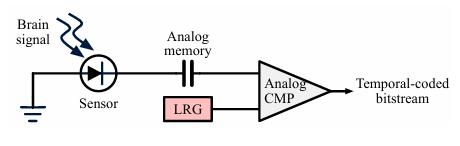 Brain
signal
Analog
memory
Sensor
LRG
Analog
CMP
Temporal-coded
bitstream